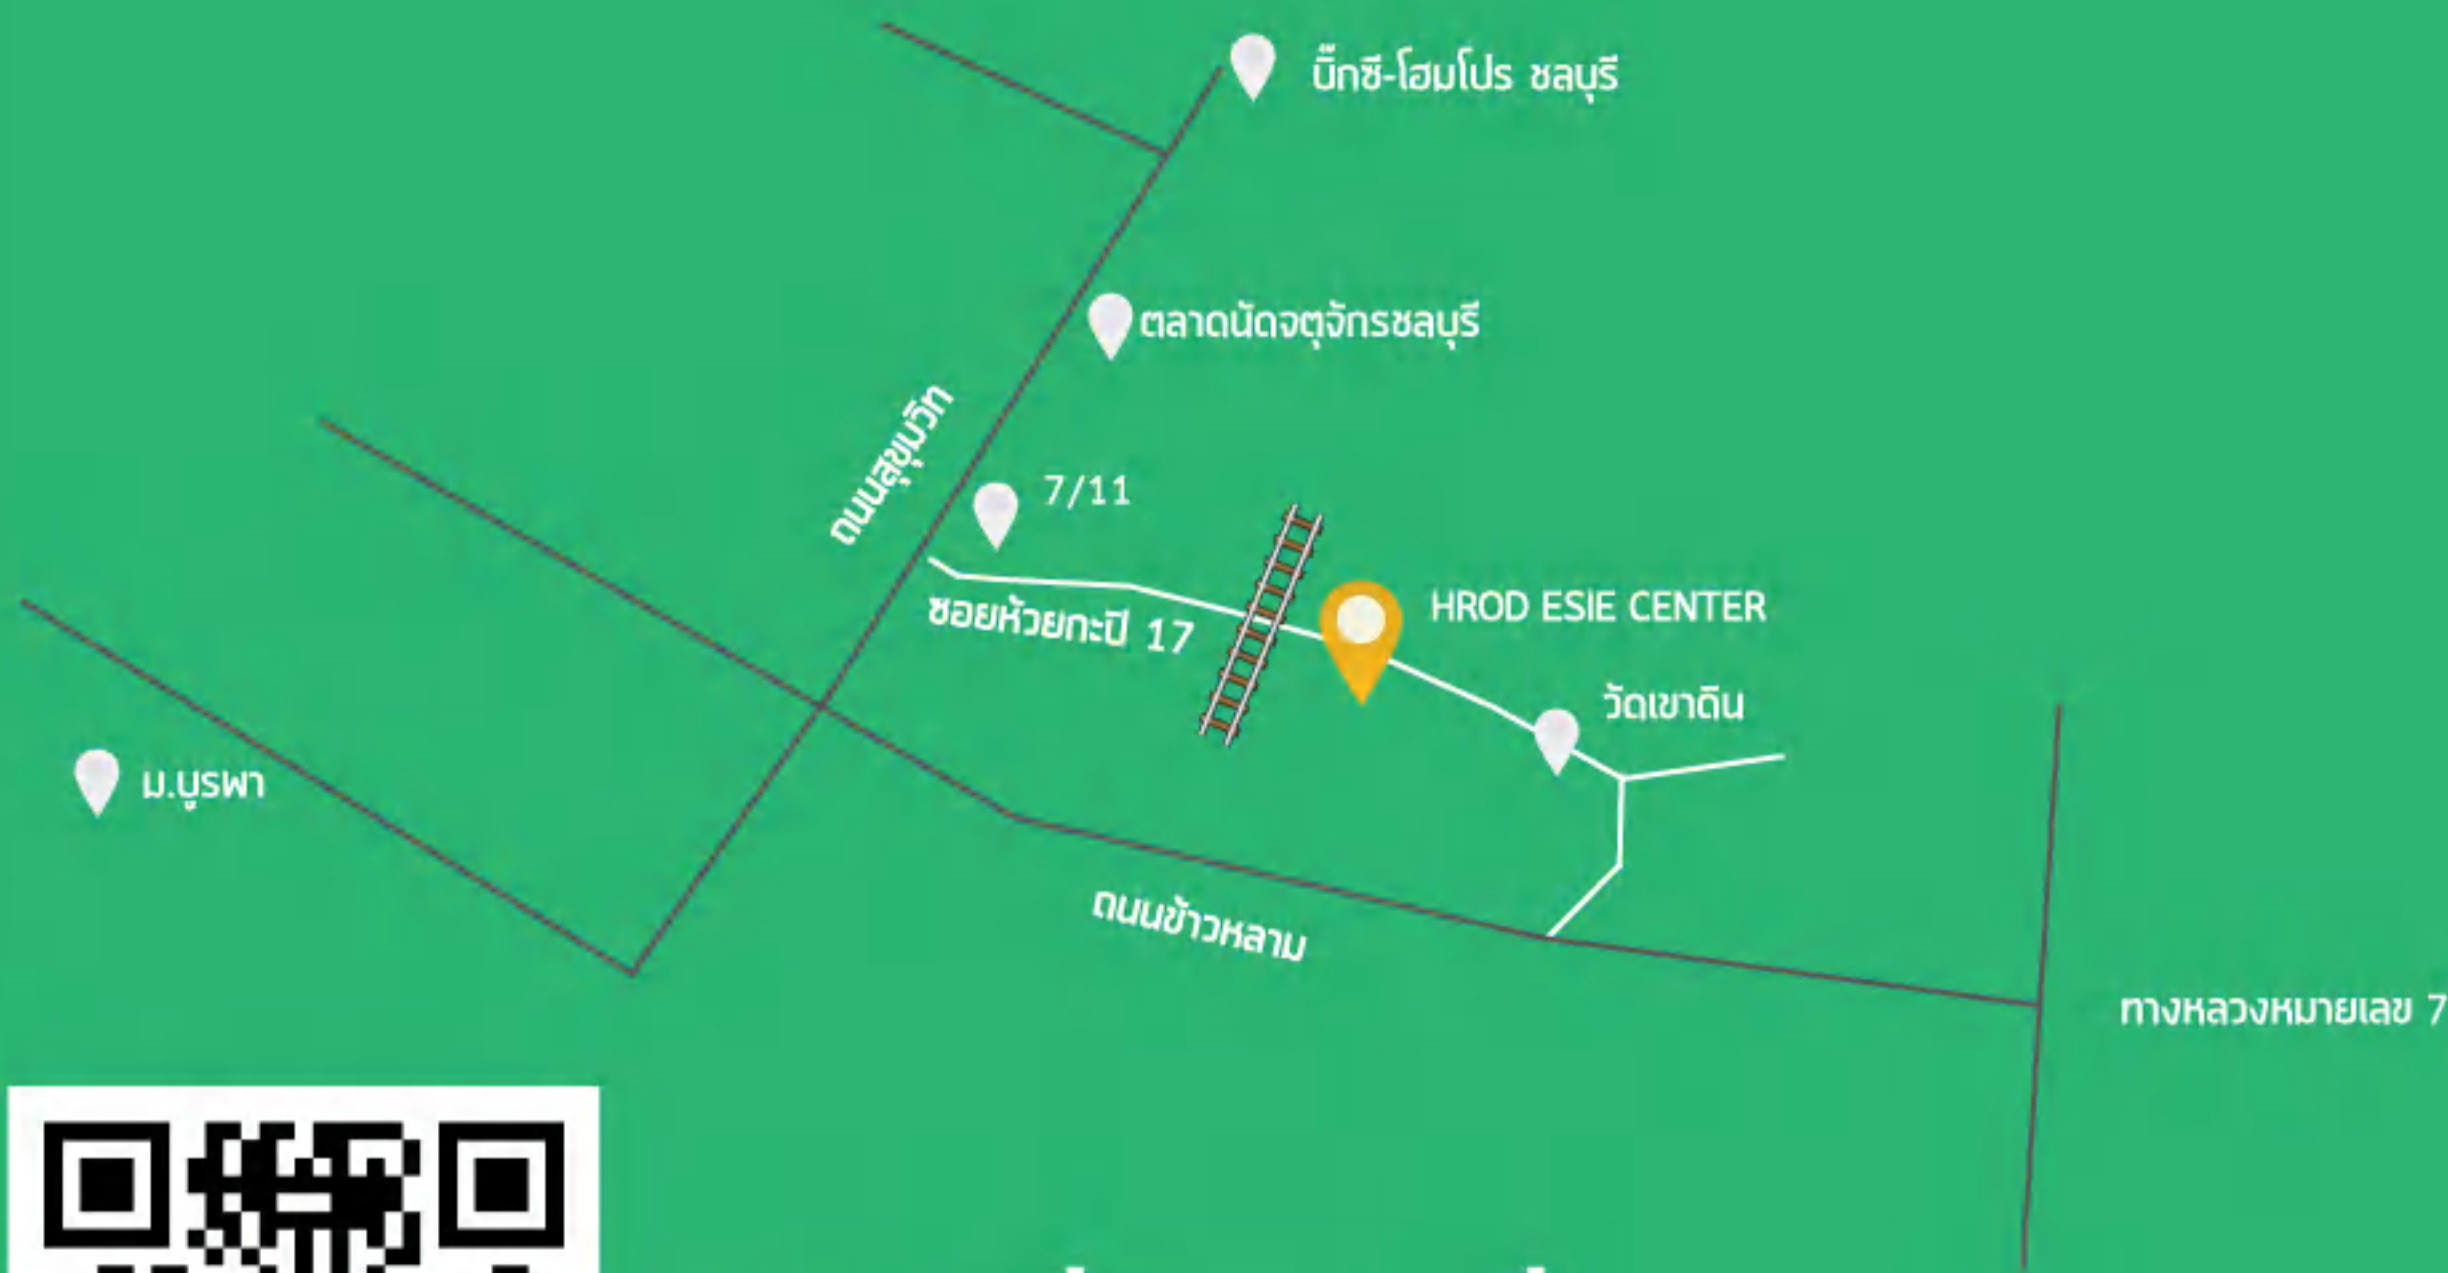 บิ๊กซี-โฮมโปร ชลบุรี
ตลาดนัดจตุจักรชลบุรี
ถนนสุขุมวิท
7/11
ซอยห้วยกะปิ 17
HROD ESIE CENTER
วัดเขาดิน
ม.บูรพา
ถนนข้าวหลาม
ทางหลวงหมายเลข 7